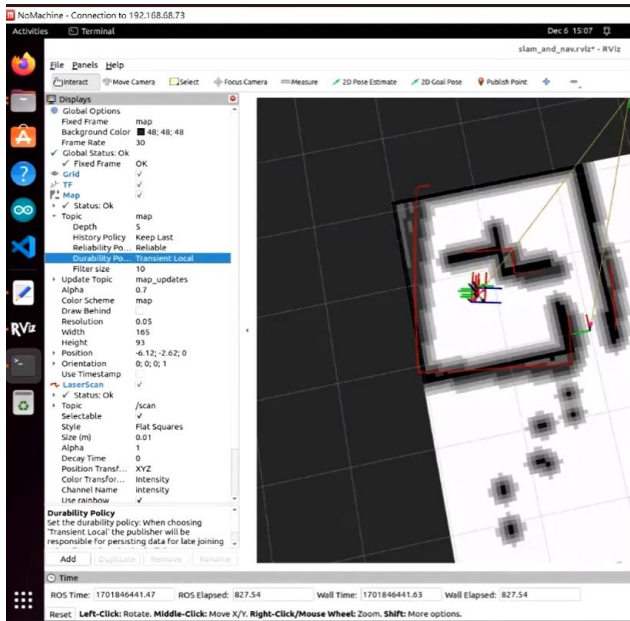 NoMachine - Connection to 192.168.68.73
Activities Terminal Dec 6 15:07
slam_and_nav.rviz* - RViz
File Panels Help
Interact Move Camera Select Focus Camera Measure 2D Pose Estimate 2D Goal Pose Publish Point
Displays
Global Options
Fixed Frame map
Background Color 48; 48; 48
Frame Rate 30
Global Status: Ok
Fixed Frame OK
Grid
TF
Map
Status: Ok
Topic map
Depth 5
History Policy Keep Last
Reliability Po... Reliable
Durability Po... Transient Local
Filter size 10
Update Topic map_updates
Alpha 0.7
Color Scheme map
Draw Behind
Resolution 0.05
Width 165
Height 93
Position -6.12; -2.62; 0
Orientation 0; 0; 0; 1
Use Timestamp
LaserScan
Status: Ok
Topic /scan
Selectable
Style Flat Squares
Size (m) 0.01
Alpha 1
Decay Time 0
Position Transf... XYZ
Color Transfor... Intensity
Channel Name intensity
Use rainbow
Durability Policy
Set the durability policy: When choosing
'Transient Local' the publisher will be
responsible for persisting data for late joining
Add Duplicate Remove Rename
Time
ROS Time: 1701846441.47 ROS Elapsed: 827.54 Wall Time: 1701846441.63 Wall Elapsed: 827.54
Reset Left-Click: Rotate. Middle-Click: Move X/Y. Right-Click/Mouse Wheel: Zoom. Shift: More options.
RViz